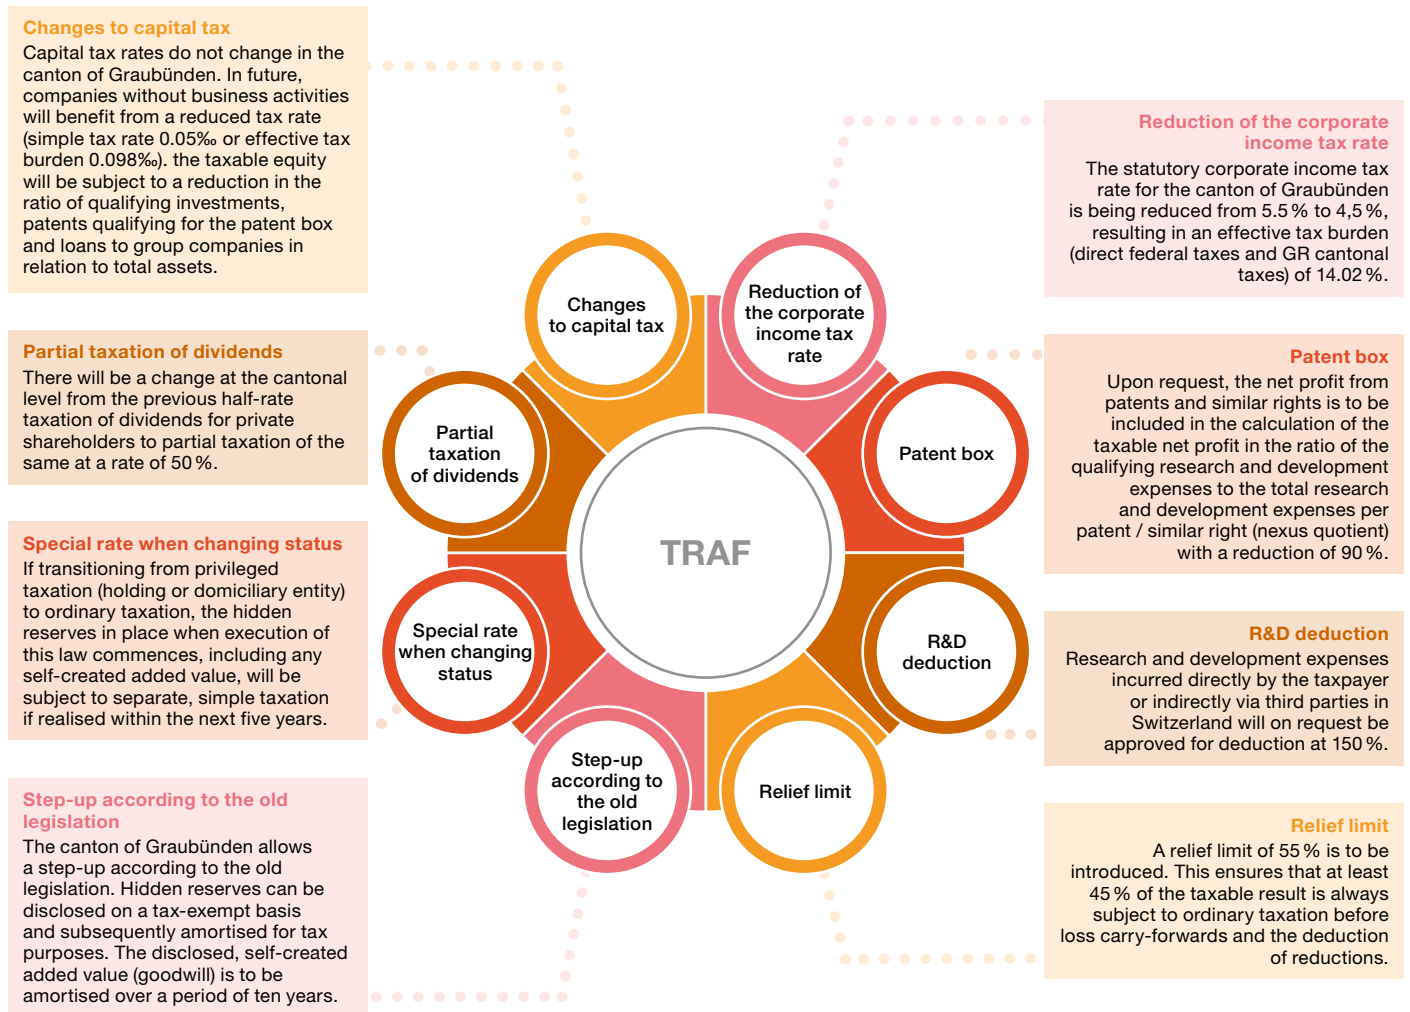 Changes to capital tax
Capital tax rates do not change in the
canton of Graubünden. In future,
companies without business activities
will benefit from a reduced tax rate
(simple tax rate 0.05‰ or effective tax
burden 0.098‰). the taxable equity
will be subject to a reduction in the
ratio of qualifying investments,
patents qualifying for the patent box
and loans to group companies in
relation to total assets.
Partial taxation of dividends
There will be a change at the cantonal
level from the previous half-rate
taxation of dividends for private
shareholders to partial taxation of the
same at a rate of 50 %.
Special rate when changing status
If transitioning from privileged
taxation (holding or domiciliary entity)
to ordinary taxation, the hidden
reserves in place when execution of
this law commences, including any
self-created added value, will be
subject to separate, simple taxation
if realised within the next five years.
Step-up according to the old
legislation
The canton of Graubünden allows
a step-up according to the old
legislation. Hidden reserves can be
disclosed on a tax-exempt basis
and subsequently amortised for tax
purposes. The disclosed, self-created
added value (goodwill) is to be
amortised over a period of ten years.
Changes
to capital tax
Reduction of
the corporate
income tax
rate
Partial
taxation
of dividends
Patent box
TRAF
Special rate
when changing
status
R&D
deduction
Step-up
according to
the old
legislation
Relief limit
Reduction of the corporate
income tax rate
The statutory corporate income tax
rate for the canton of Graubünden
is being reduced from 5.5 % to 4,5 %,
resulting in an effective tax burden
(direct federal taxes and GR cantonal
taxes) of 14.02 %.
Patent box
Upon request, the net profit from
patents and similar rights is to be
included in the calculation of the
taxable net profit in the ratio of the
qualifying research and development
expenses to the total research
and development expenses per
patent / similar right (nexus quotient)
with a reduction of 90 %.
R&D deduction
Research and development expenses
incurred directly by the taxpayer
or indirectly via third parties in
Switzerland will on request be
approved for deduction at 150 %.
Relief limit
A relief limit of 55 % is to be
introduced. This ensures that at least
45 % of the taxable result is always
subject to ordinary taxation before
loss carry-forwards and the deduction
of reductions.